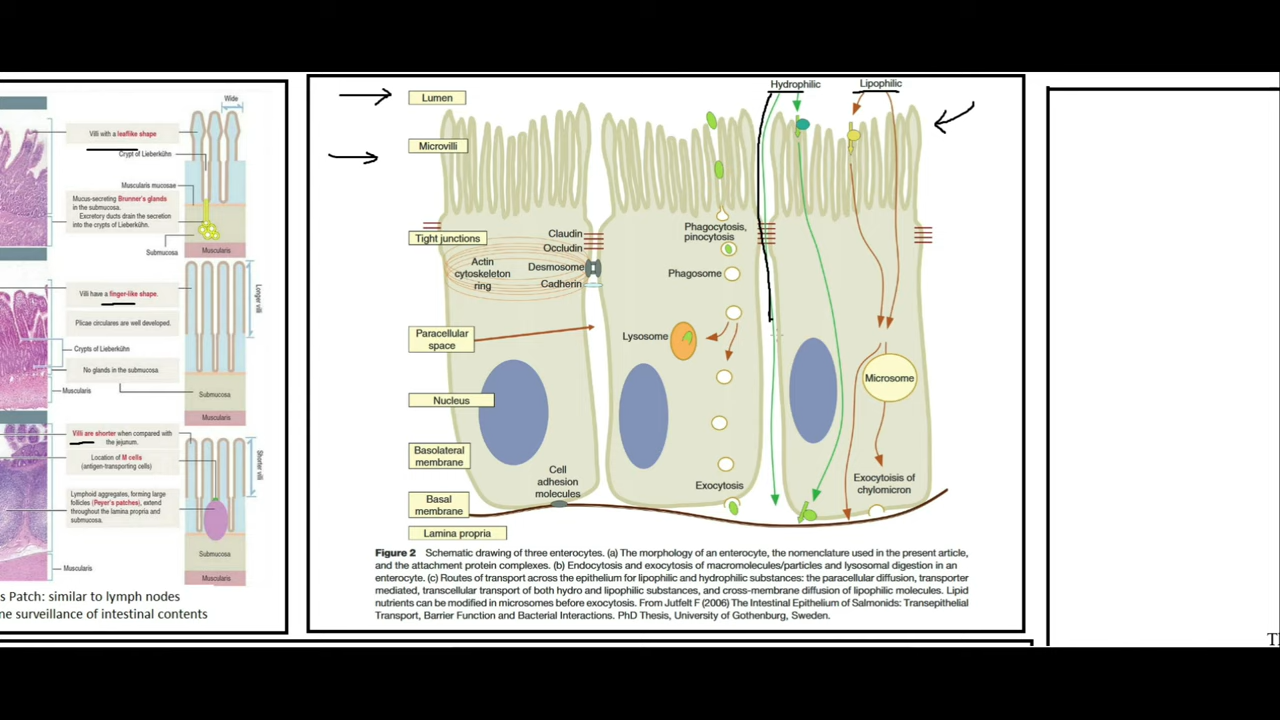 Wide
Villi with a leaflike shape
Crypt of Lieberkühn
Muscularis mucosae
Mucus-secreting Brunner's glands
in the submucosa.
Excretory ducts drain the secretion
into the crypts of Lieberkühn.
Submucosa
Muscularis
Villi have a finger-like shape.
Longer villi
Plicae circulares are well developed.
Crypts of Lieberkühn
No glands in the submucosa
Muscularis
Submucosa
Muscularis
Villi are shorter when compared with
the jejunum.
Shorter villi
Location of M cells
(antigen-transporting cells)
Lymphoid aggregates, forming large
follicles (Peyer's patches), extend
throughout the lamina propria and
submucosa.
Submucosa
Muscularis
Muscularis
s Patch: similar to lymph nodes
ne surveillance of intestinal contents
Hydrophilic
Lipophilic
Lumen
Microvilli
Tight junctions
Claudin
Occludin
Actin
cytoskeleton
ring
Desmosome
Cadherin
Phagocytosis,
pinocytosis
Phagosome
Paracellular
space
Lysosome
Microsome
Nucleus
Basolateral
membrane
Cell
adhesion
molecules
Exocytosis
Exocytoisis of
chylomicron
Basal
membrane
Lamina propria
Figure 2 Schematic drawing of three enterocytes. (a) The morphology of an enterocyte, the nomenclature used in the present article,
and the attachment protein complexes. (b) Endocytosis and exocytosis of macromolecules/particles and lysosomal digestion in an
enterocyte. (c) Routes of transport across the epithelium for lipophilic and hydrophilic substances: the paracellular diffusion, transporter
mediated, transcellular transport of both hydro and lipophilic substances, and cross-membrane diffusion of lipophilic molecules. Lipid
nutrients can be modified in microsomes before exocytosis. From Jutfelt F (2006) The Intestinal Epithelium of Salmonids: Transepithelial
Transport, Barrier Function and Bacterial Interactions. PhD Thesis, University of Gothenburg, Sweden.